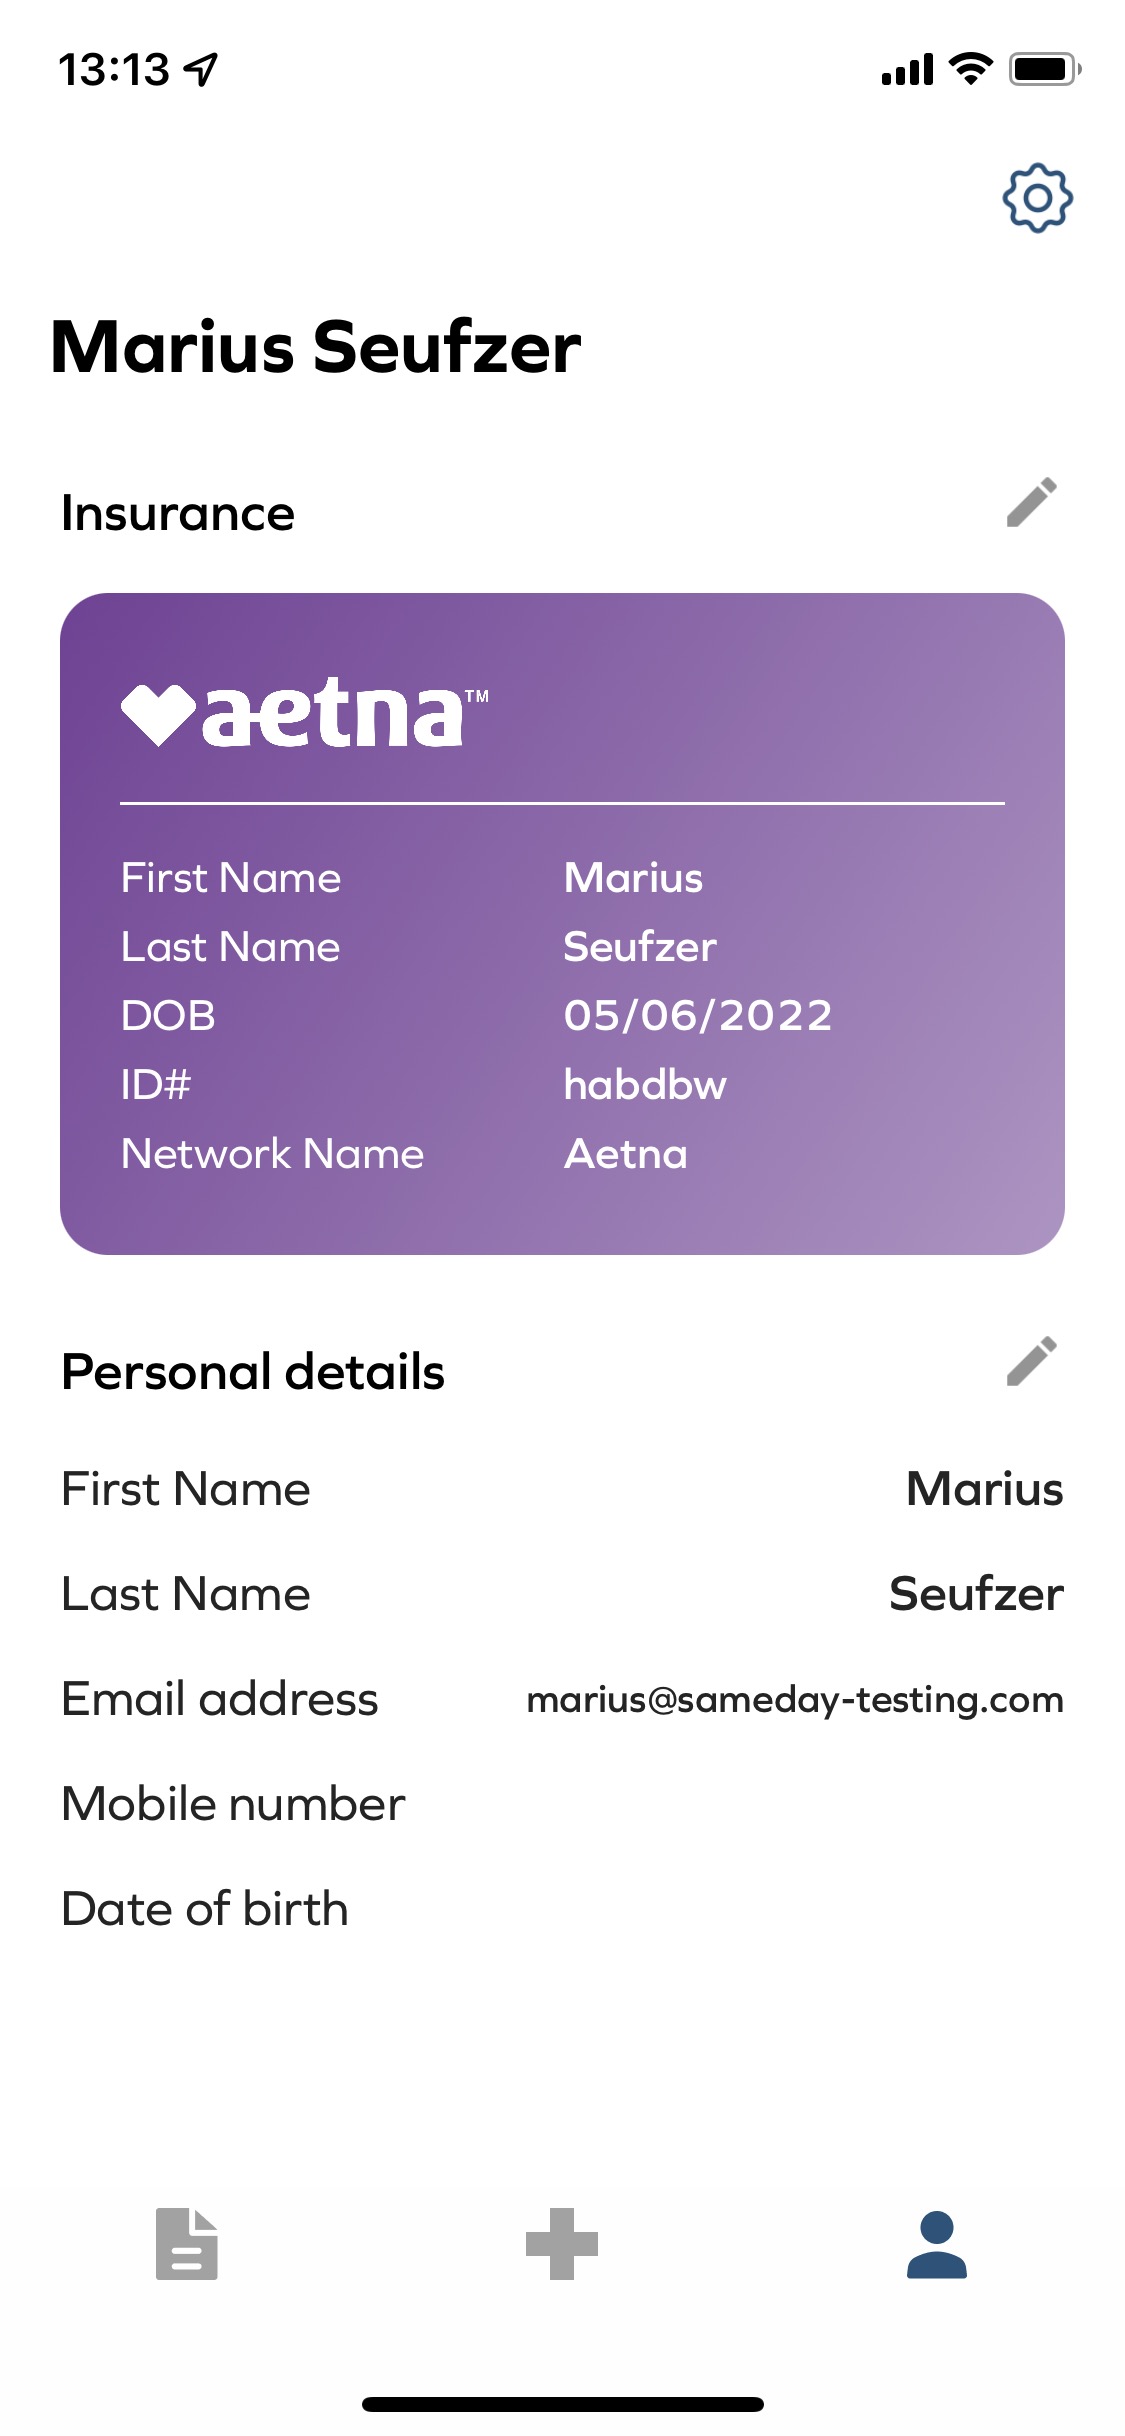 13:13
Marius Seufzer
Insurance
aetna™
First Name Marius
Last Name Seufzer
DOB 05/06/2022
ID# habdbw
Network Name Aetna
Personal details
First Name Marius
Last Name Seufzer
Email address marius@sameday-testing.com
Mobile number
Date of birth